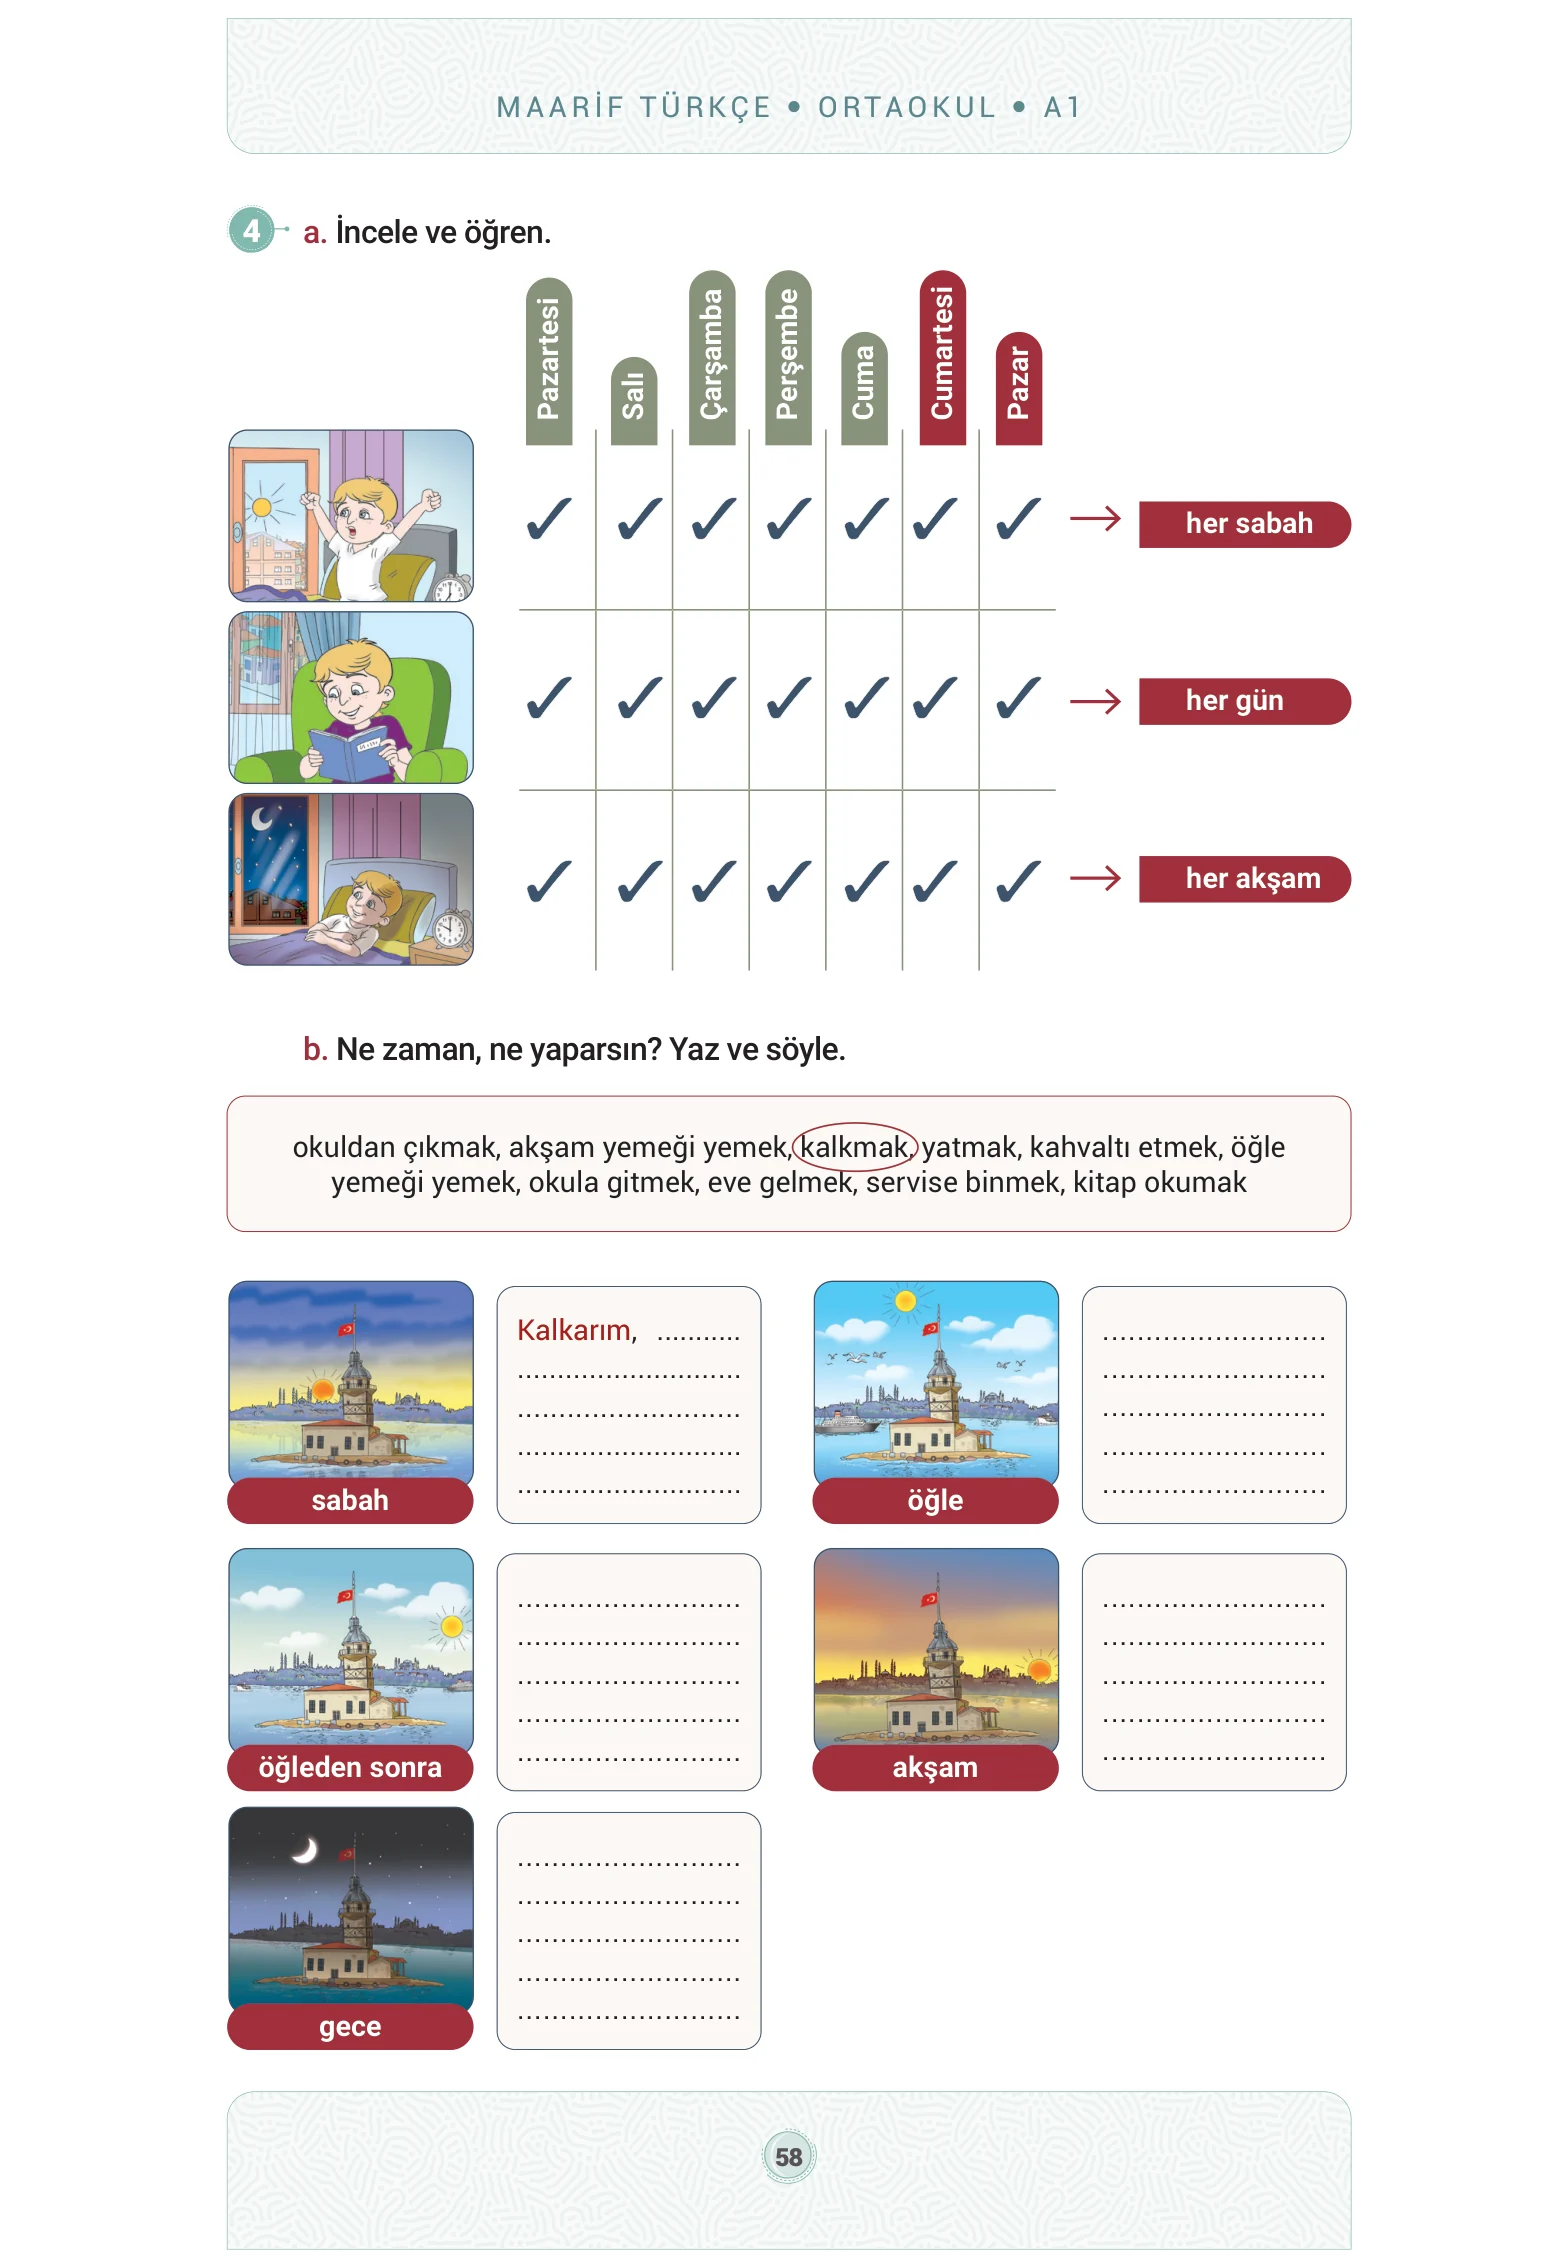 MAARİF TÜRKÇE • ORTAOKUL • A1
4 a. İncele ve öğren.
Pazartesi
Salı
Çarşamba
Perşembe
Cuma
Cumartesi
Pazar
her sabah
her gün
her akşam
b. Ne zaman, ne yaparsın? Yaz ve söyle.
okuldan çıkmak, akşam yemeği yemek, kalkmak, yatmak, kahvaltı etmek, öğle
yemeği yemek, okula gitmek, eve gelmek, servise binmek, kitap okumak
Kalkarım, ...........
sabah
öğle
öğleden sonra
akşam
gece
58